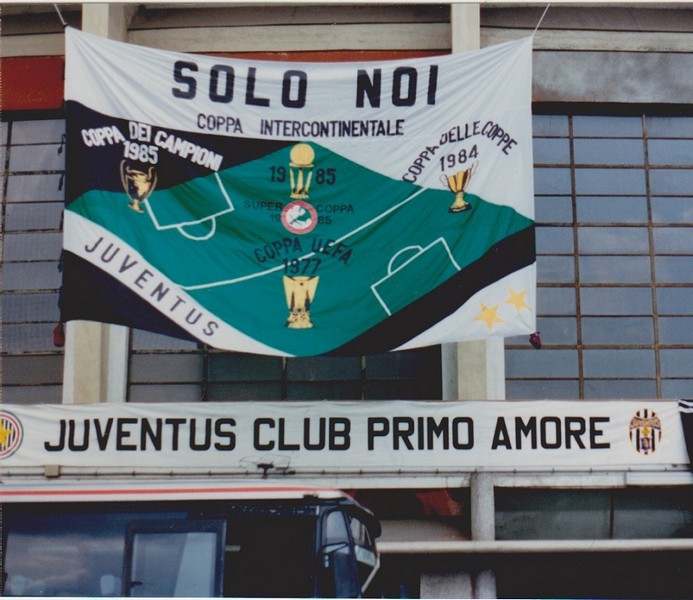 SOLO NOI
COPPA INTERCONTINENTALE
COPPA DEI CAMPIONI
1985
COPPA DELLE COPPE
1984
1985
SUPER COPPA
1985
COPPA UEFA
1977
JUVENTUS
JUVENTUS CLUB PRIMO AMORE